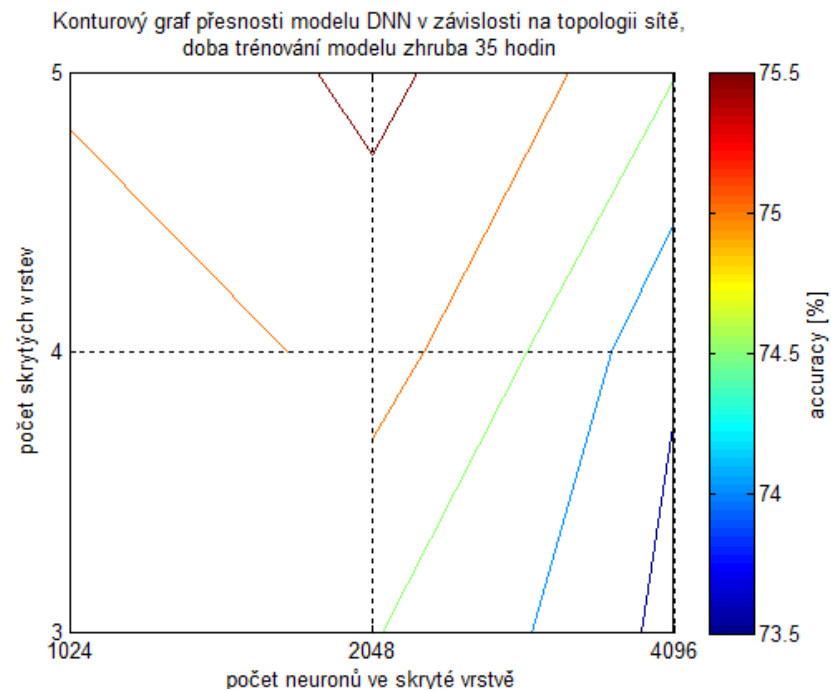 Konturový graf přesnosti modelu DNN v závislosti na topologii sítě,
doba trénování modelu zhruba 35 hodin
5
4
3
počet skrytých vrstev
1024
2048
4096
počet neuronů ve skryté vrstvě
75.5
75
74.5
74
73.5
accuracy [%]